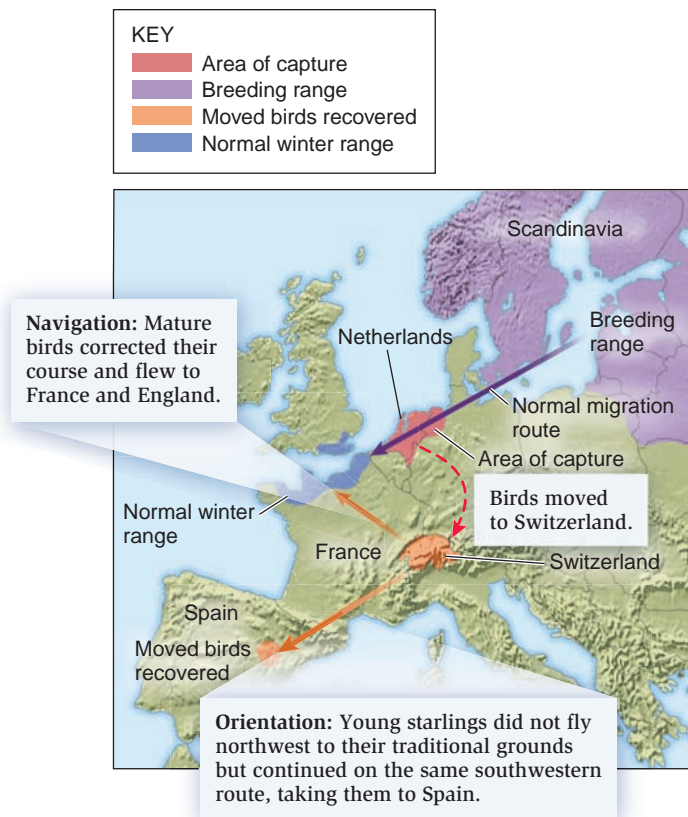 KEY
Area of capture
Breeding range
Moved birds recovered
Normal winter range
Scandinavia
Navigation: Mature
birds corrected their
course and flew to
France and England.
Netherlands
Breeding
range
Normal migration
route
Area of capture
Birds moved
to Switzerland.
Normal winter
range
France
Switzerland
Spain
Moved birds
recovered
Orientation: Young starlings did not fly
northwest to their traditional grounds
but continued on the same southwestern
route, taking them to Spain.